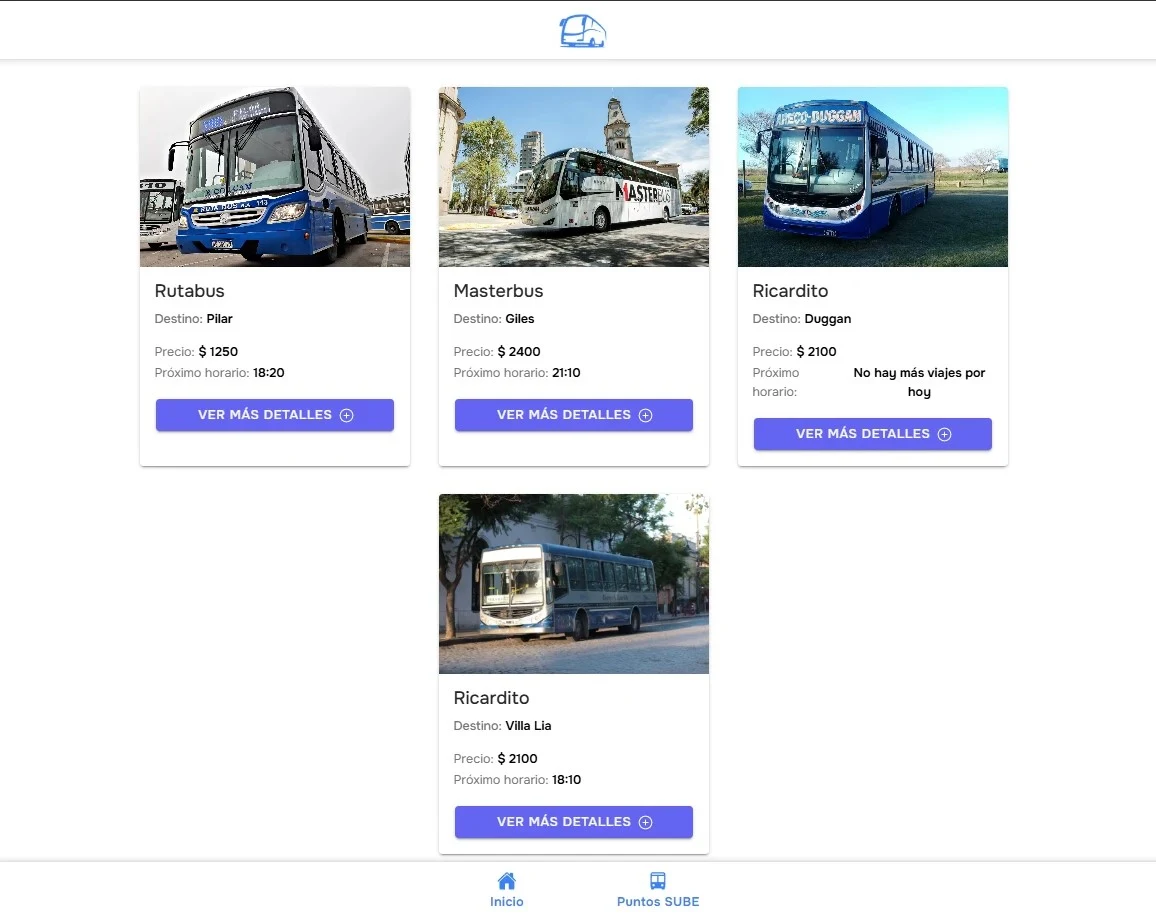 Rutabus
Destino: Pilar
Precio: $ 1250
Próximo horario: 18:20
VER MÁS DETALLES
MASTERBUS
Masterbus
Destino: Giles
Precio: $ 2400
Próximo horario: 21:10
VER MÁS DETALLES
ARECO-DUGGAN
Ricardito
Destino: Duggan
Precio: $ 2100
Próximo horario: No hay más viajes por hoy
VER MÁS DETALLES
Ricardito
Destino: Villa Lia
Precio: $ 2100
Próximo horario: 18:10
VER MÁS DETALLES
Inicio
Puntos SUBE